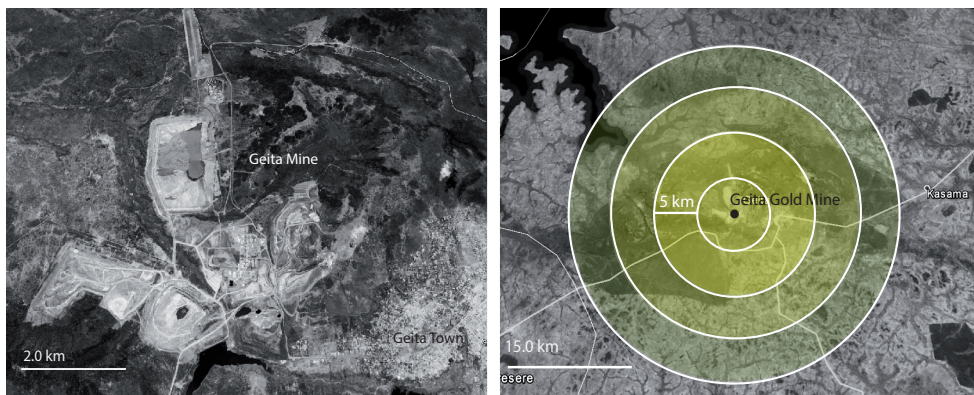 Geita Mine
Geita Town
2.0 km
5 km
Geita Gold Mine
Kasama
15.0 km
esere